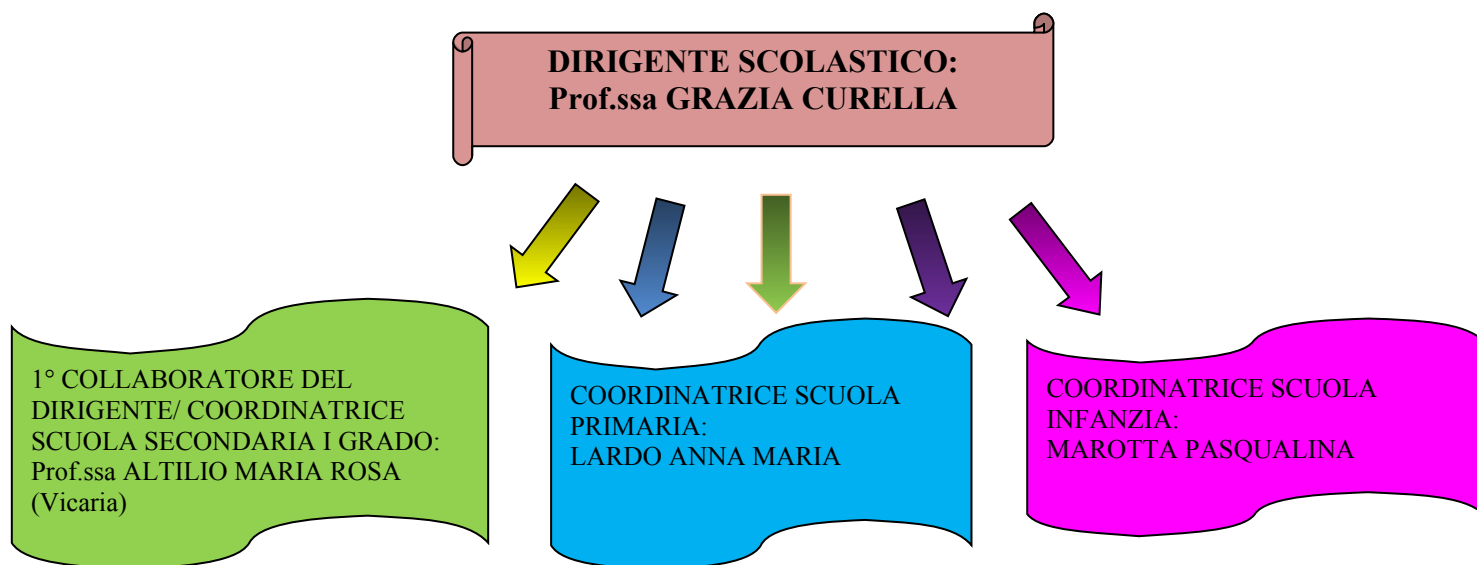 DIRIGENTE SCOLASTICO:
Prof.ssa GRAZIA CURELLA
1° COLLABORATORE DEL
DIRIGENTE/ COORDINATRICE
SCUOLA SECONDARIA I GRADO:
Prof.ssa ALTILIO MARIA ROSA
(Vicaria)
COORDINATRICE SCUOLA
PRIMARIA:
LARDO ANNA MARIA
COORDINATRICE SCUOLA
INFANZIA:
MAROTTA PASQUALINA